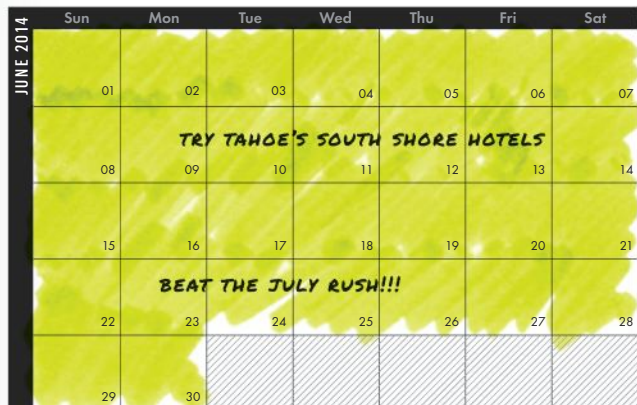 JUNE 2014
Sun Mon Tue Wed Thu Fri Sat
01 02 03 04 05 06 07
TRY TAHOE'S SOUTH SHORE HOTELS
08 09 10 11 12 13 14
15 16 17 18 19 20 21
BEAT THE JULY RUSH!!!
22 23 24 25 26 27 28
29 30